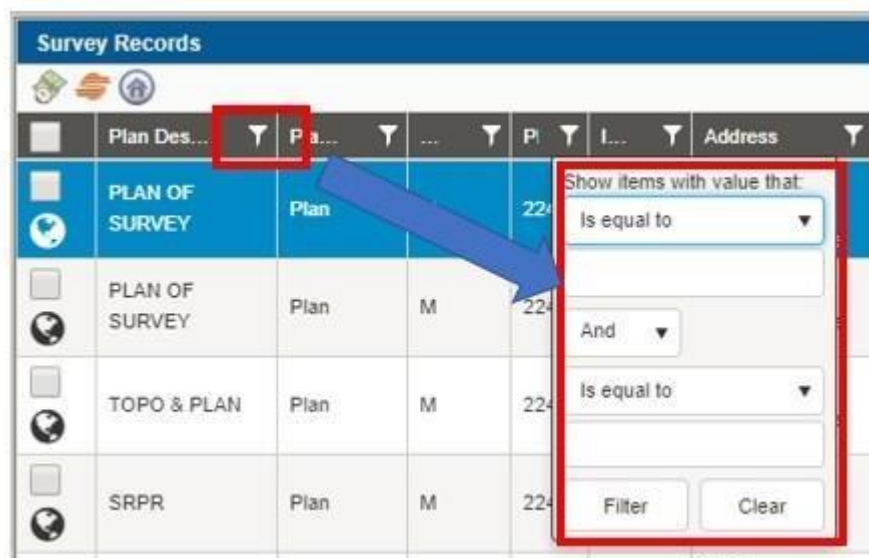 Survey Records
Plan Des... P a... ... Pl I... Address
PLAN OF
SURVEY
Plan
224
PLAN OF
SURVEY
Plan
M
224
TOPO & PLAN
Plan
M
224
SRPR
Plan
M
224
Show items with value that:
Is equal to
And
Is equal to
Filter Clear